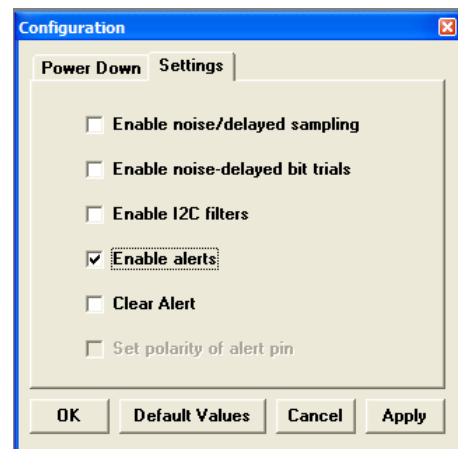 Configuration
Power Down Settings
Enable noise/delayed sampling
Enable noise-delayed bit trials
Enable I2C filters
Enable alerts
Clear Alert
Set polarity of alert pin
OK Default Values Cancel Apply